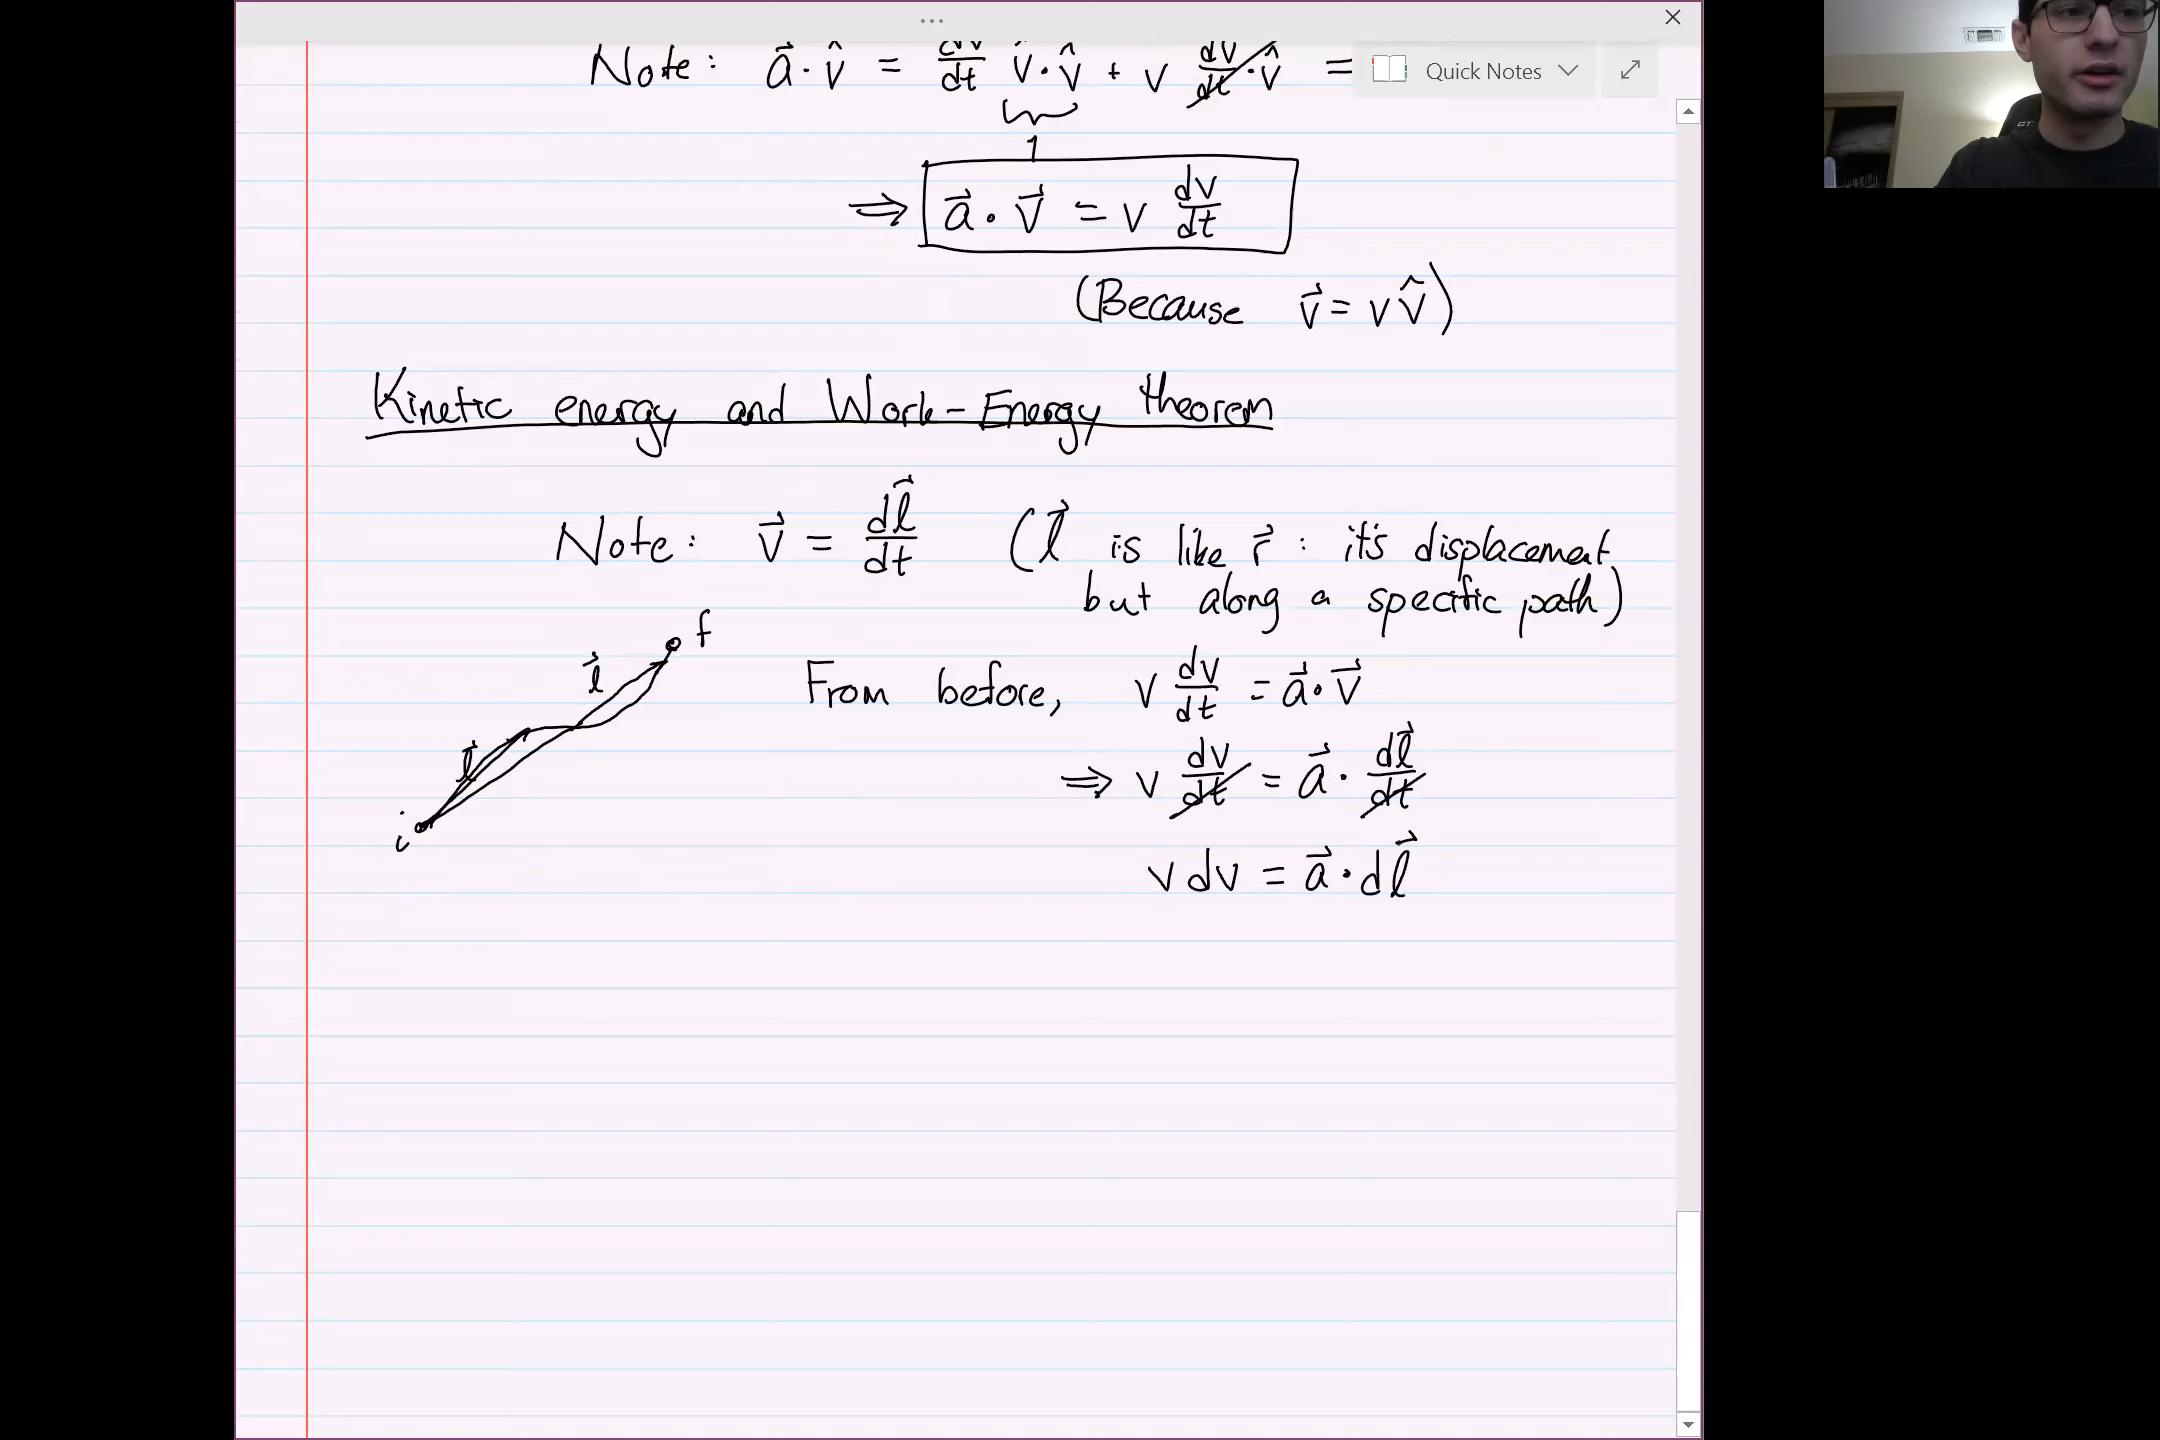 Note: a⃗ · v̂ = dv/dt v̂ · v̂ + v dv̂/dt · v̂ =
Quick Notes
1
⇒ a⃗ · v⃗ = v dv/dt
(Because v⃗ = v v̂)
Kinetic energy and Work-Energy theorem
Note: v⃗ = dl⃗/dt (l⃗ is like r⃗ : it's displacement
but along a specific path)
f
l⃗
From before, v dv/dt = a⃗ · v⃗
l⃗
⇒ v dv/dt = a⃗ · dl⃗/dt
i
v dv = a⃗ · dl⃗